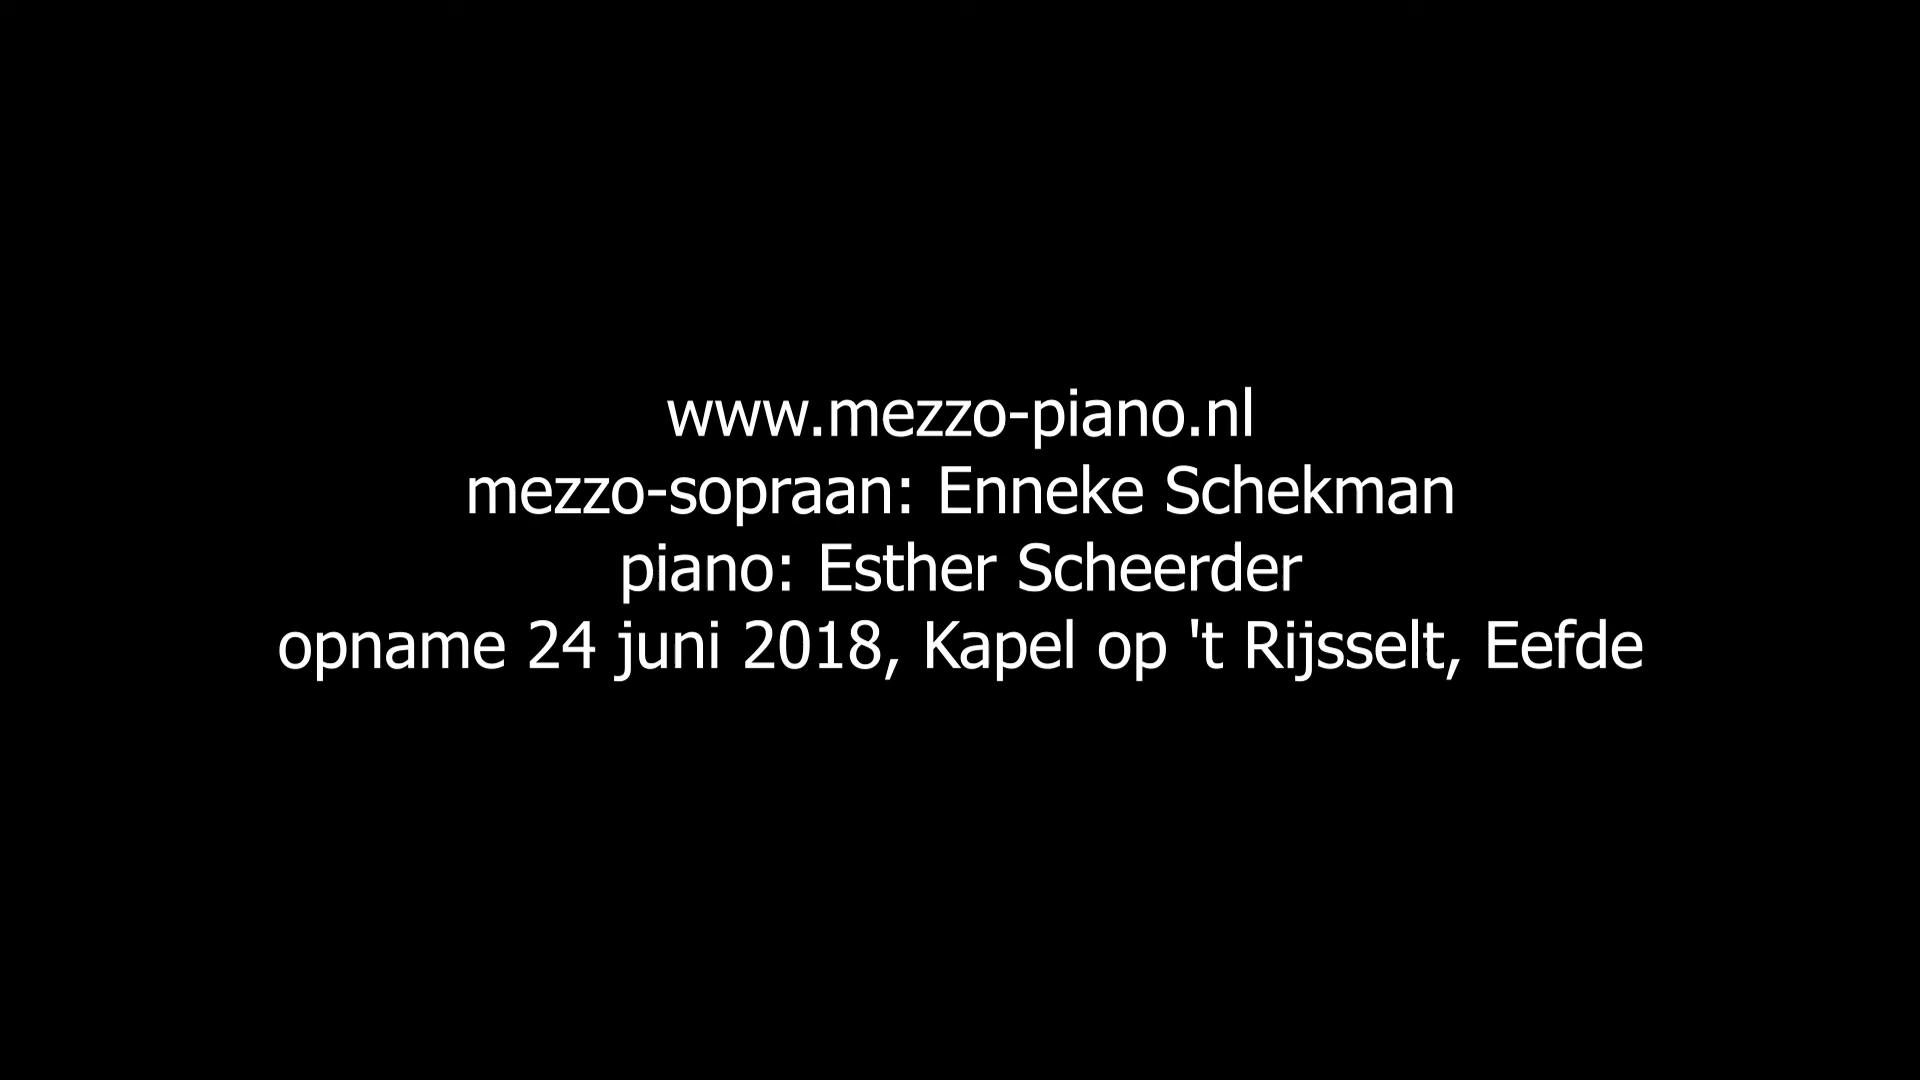 www.mezzo-piano.nl
mezzo-sopraan: Enneke Schekman
piano: Esther Scheerder
opname 24 juni 2018, Kapel op 't Rijsselt, Eefde